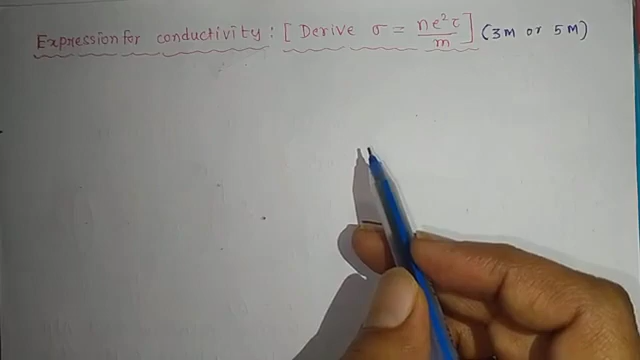 Expression for conductivity : [ Derive σ = ne²τ/m ] (3M or 5M)